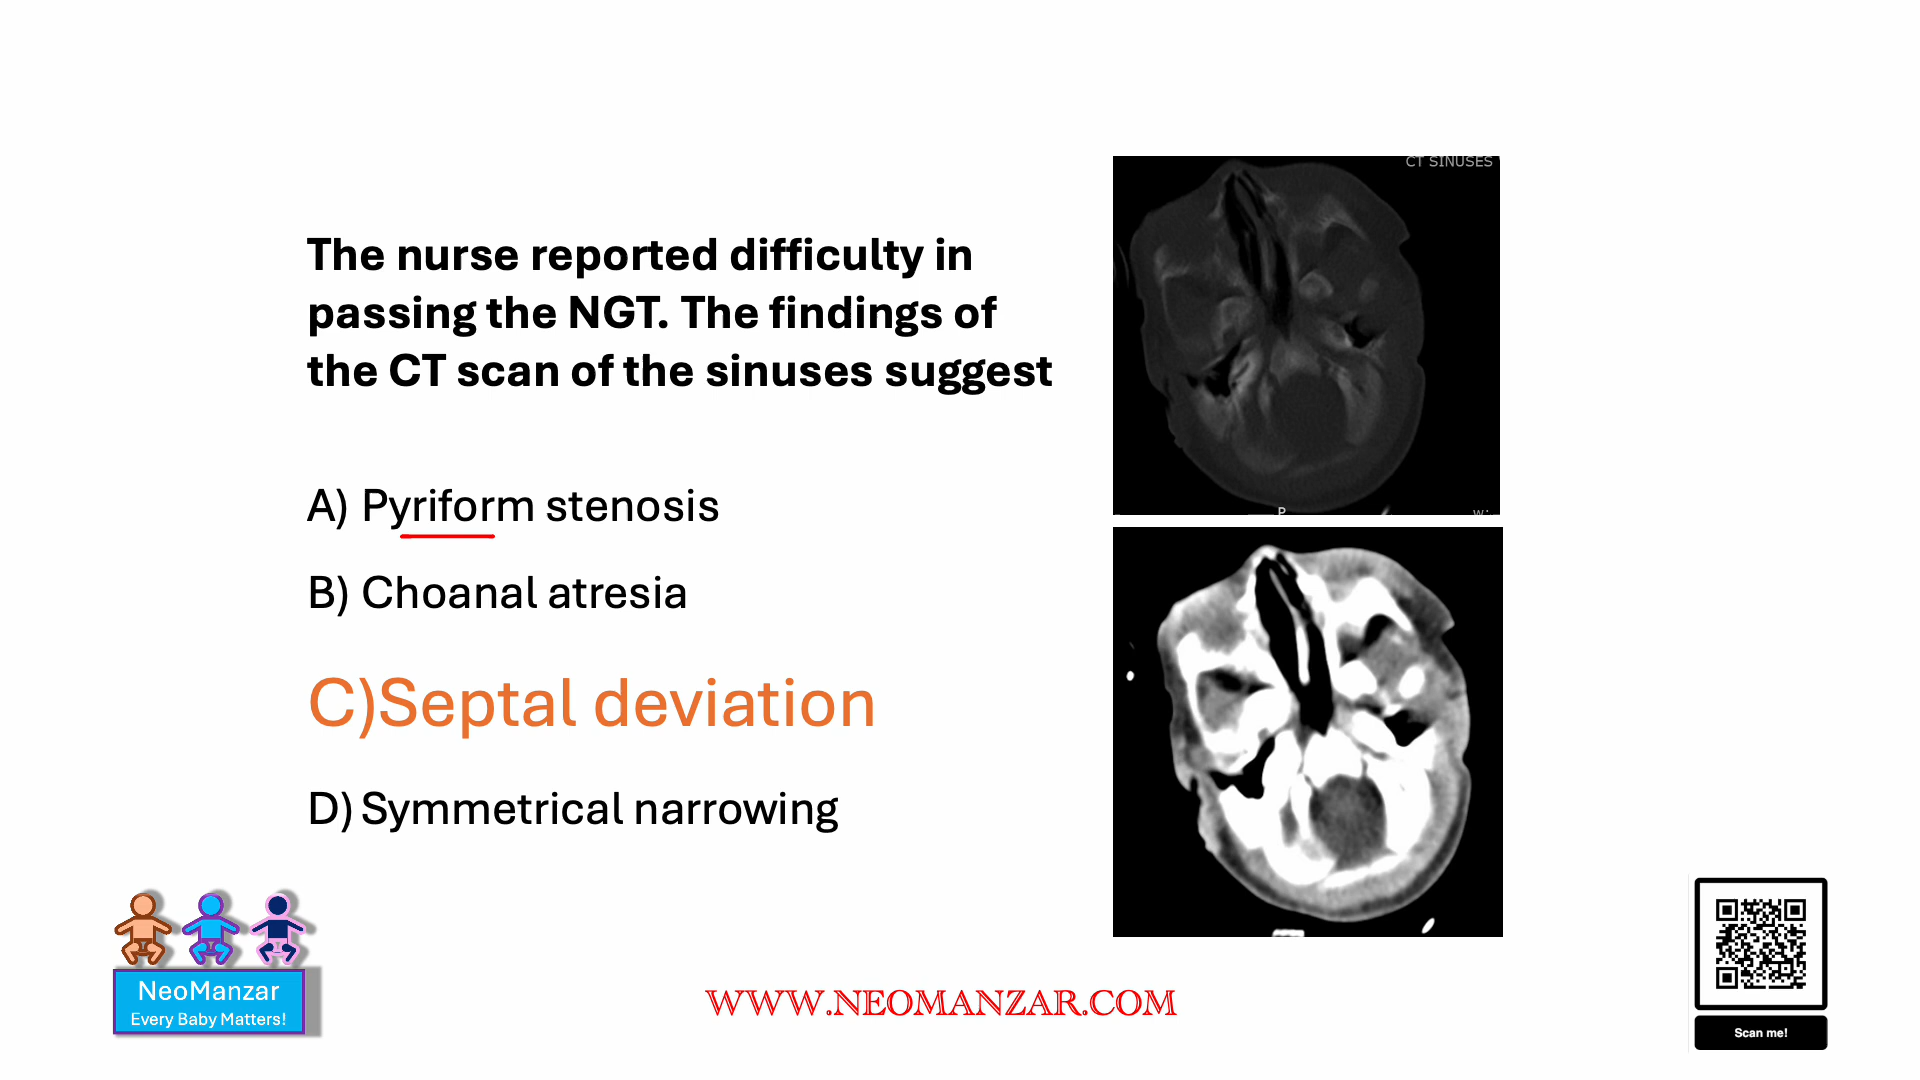 CT SINUSES
The nurse reported difficulty in
passing the NGT. The findings of
the CT scan of the sinuses suggest
A) Pyriform stenosis
P
w:
B) Choanal atresia
C)Septal deviation
D) Symmetrical narrowing
NeoManzar
Every Baby Matters!
WWW.NEOMANZAR.COM
Scan me!